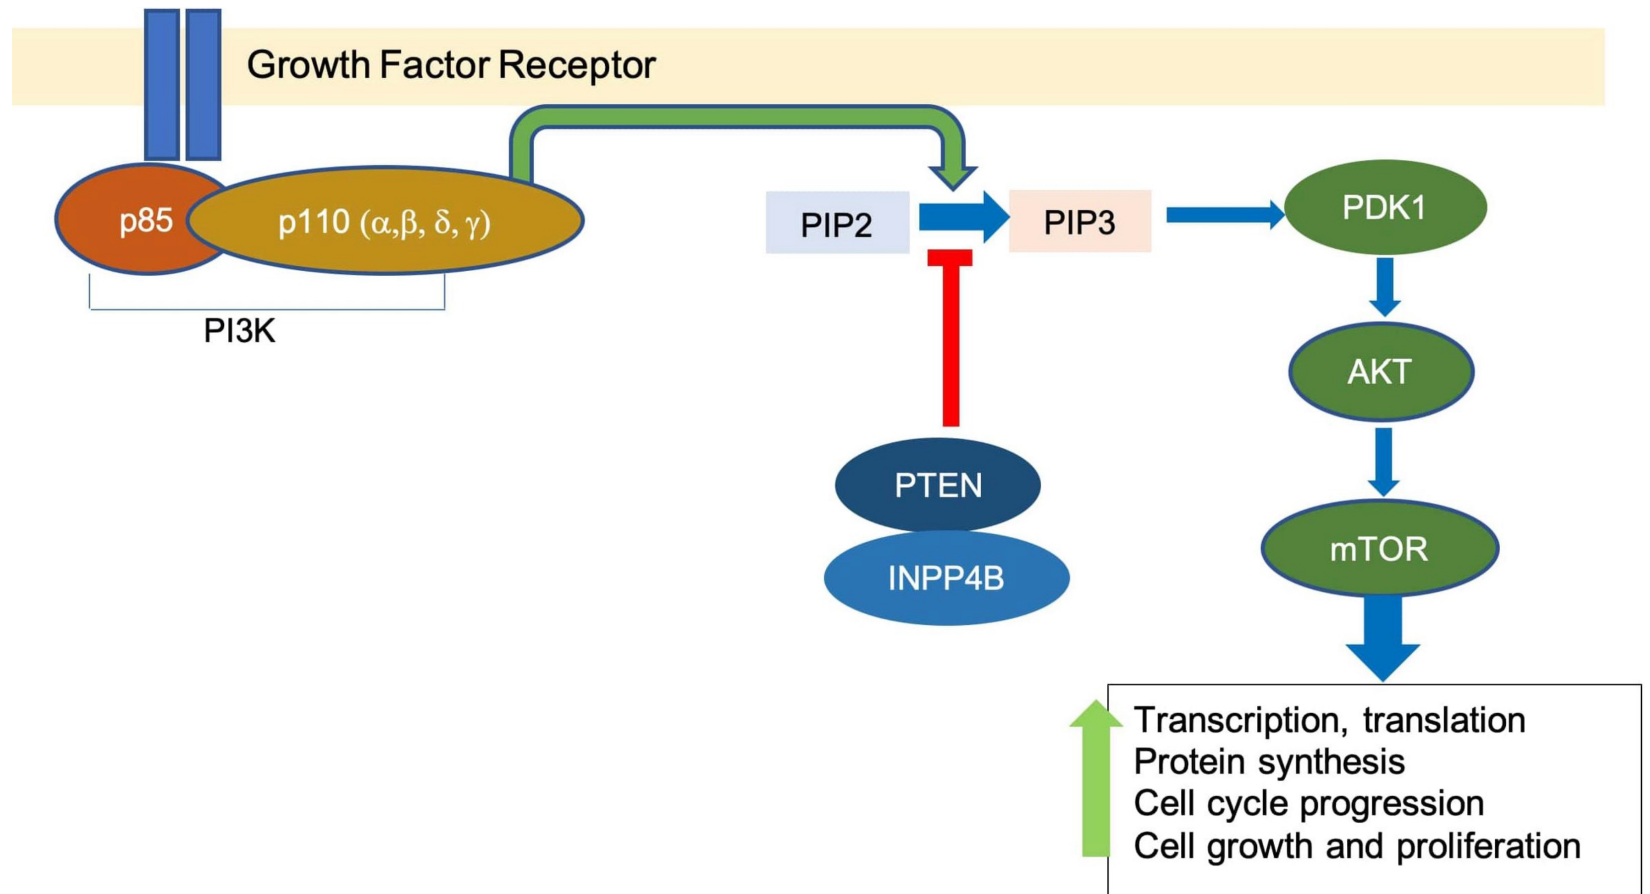 Growth Factor Receptor
p85
p110 (α,β, δ, γ)
PI3K
PIP2
PIP3
PDK1
AKT
mTOR
PTEN
INPP4B
Transcription, translation
Protein synthesis
Cell cycle progression
Cell growth and proliferation